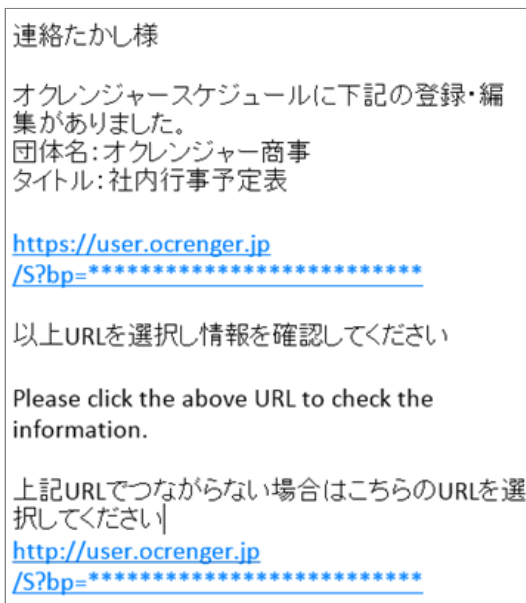 連絡たかし様
オクレンジャースケジュールに下記の登録・編
集がありました。
団体名：オクレンジャー商事
タイトル：社内行事予定表
https://user.ocrenger.jp
/S?bp=**************************
以上URLを選択し情報を確認してください
Please click the above URL to check the
information.
上記URLでつながらない場合はこちらのURLを選
択してください
http://user.ocrenger.jp
/S?bp=**************************